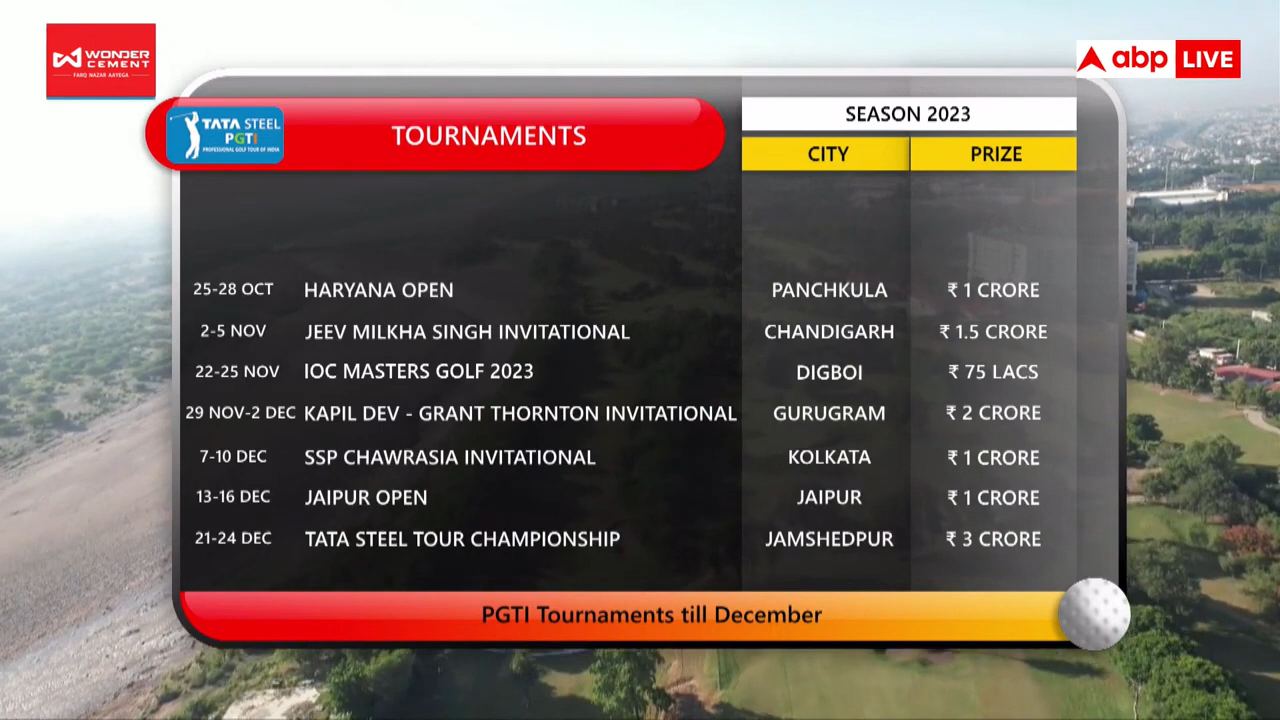 WONDER
CEMENT
FARQ NAZAR AAYEGA
abp LIVE
TATA STEEL
PGTI
PROFESSIONAL GOLF TOUR OF INDIA
TOURNAMENTS
SEASON 2023
CITY PRIZE
25-28 OCT HARYANA OPEN PANCHKULA ₹ 1 CRORE
2-5 NOV JEEV MILKHA SINGH INVITATIONAL CHANDIGARH ₹ 1.5 CRORE
22-25 NOV IOC MASTERS GOLF 2023 DIGBOI ₹ 75 LACS
29 NOV-2 DEC KAPIL DEV - GRANT THORNTON INVITATIONAL GURUGRAM ₹ 2 CRORE
7-10 DEC SSP CHAWRASIA INVITATIONAL KOLKATA ₹ 1 CRORE
13-16 DEC JAIPUR OPEN JAIPUR ₹ 1 CRORE
21-24 DEC TATA STEEL TOUR CHAMPIONSHIP JAMSHEDPUR ₹ 3 CRORE
PGTI Tournaments till December